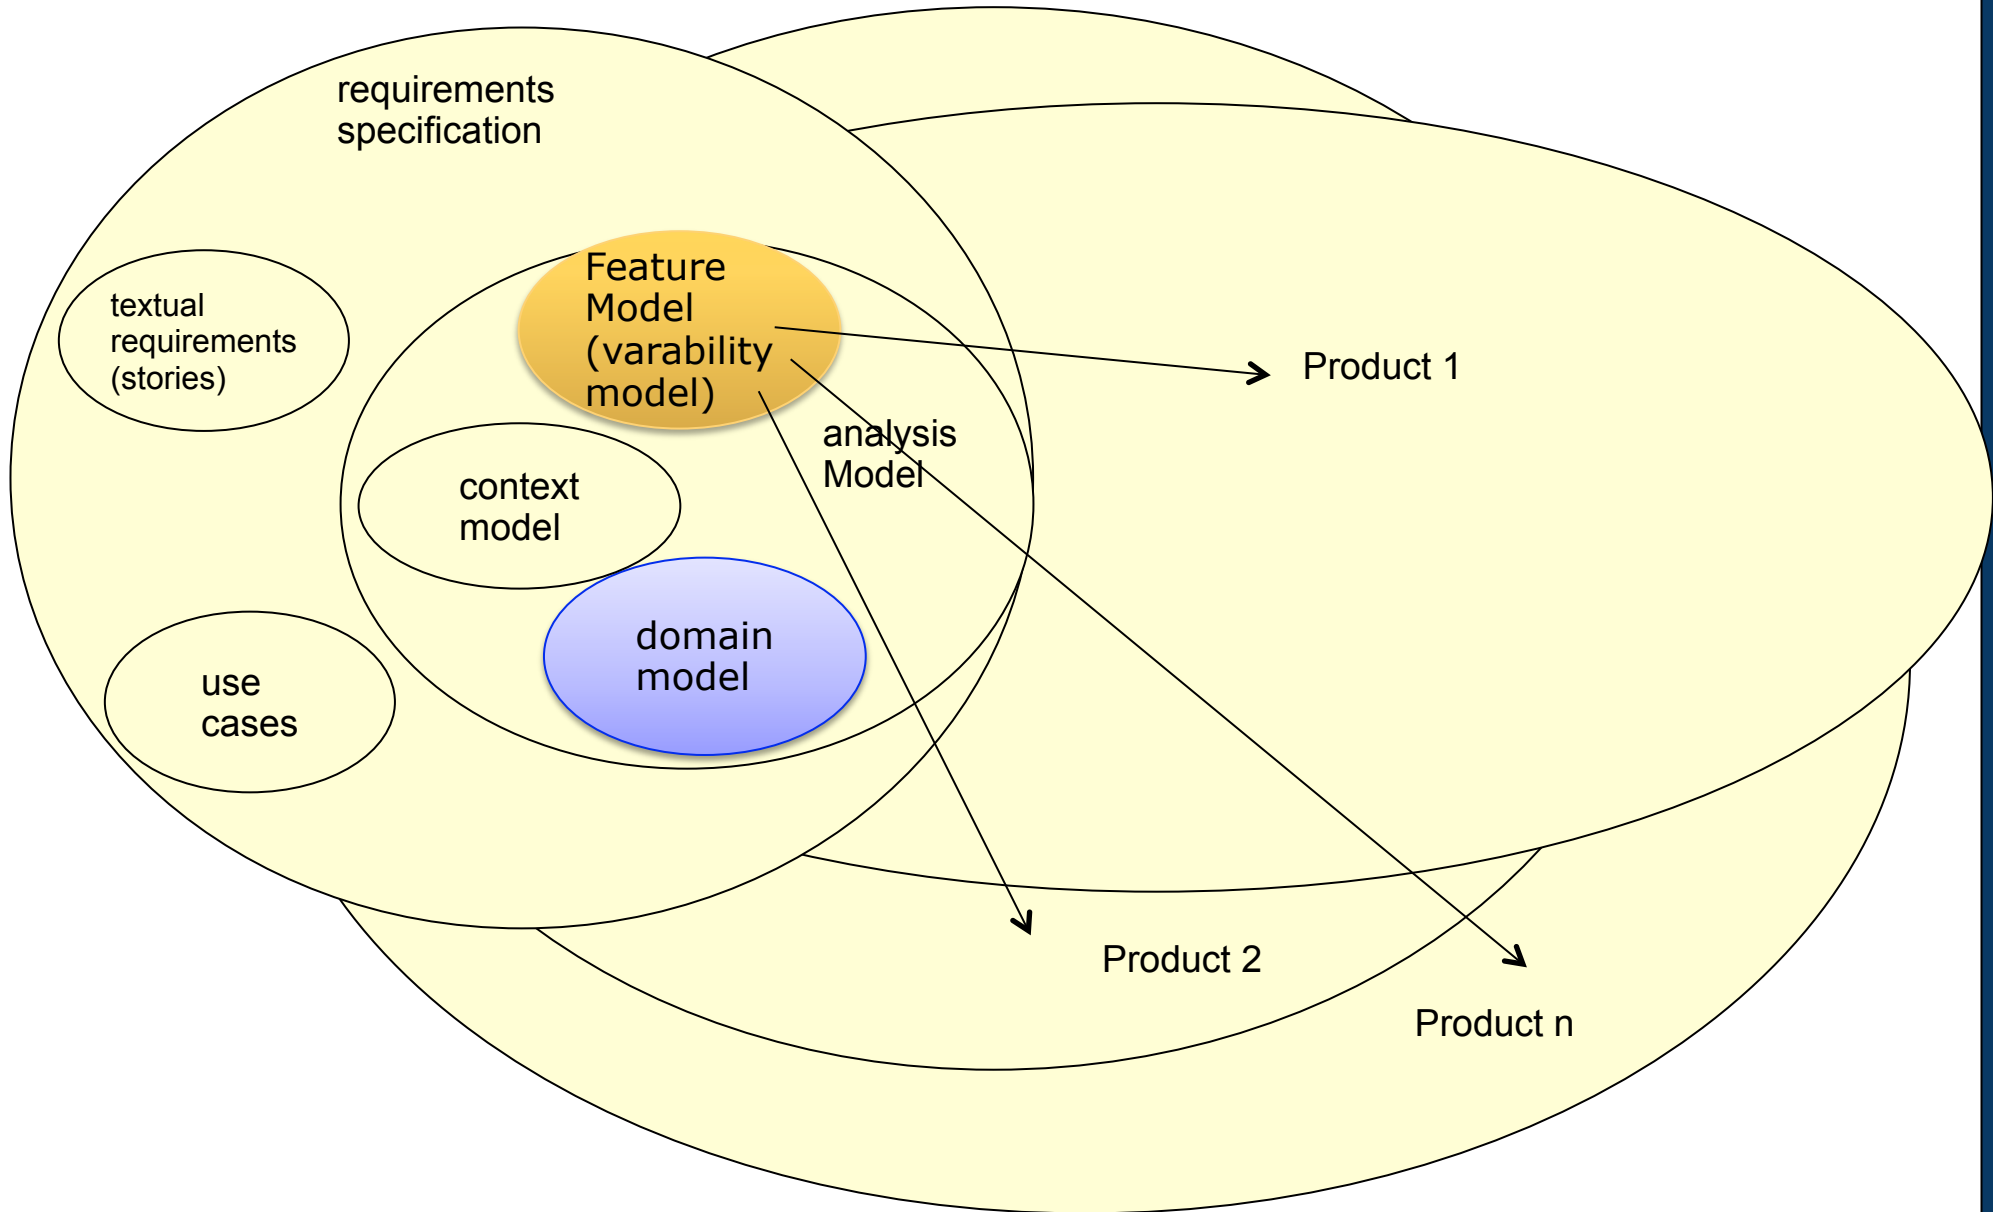 requirements
specification
textual
requirements
(stories)
Feature
Model
(varability
model)
Product 1
analysis
Model
context
model
domain
model
use
cases
Product 2
Product n